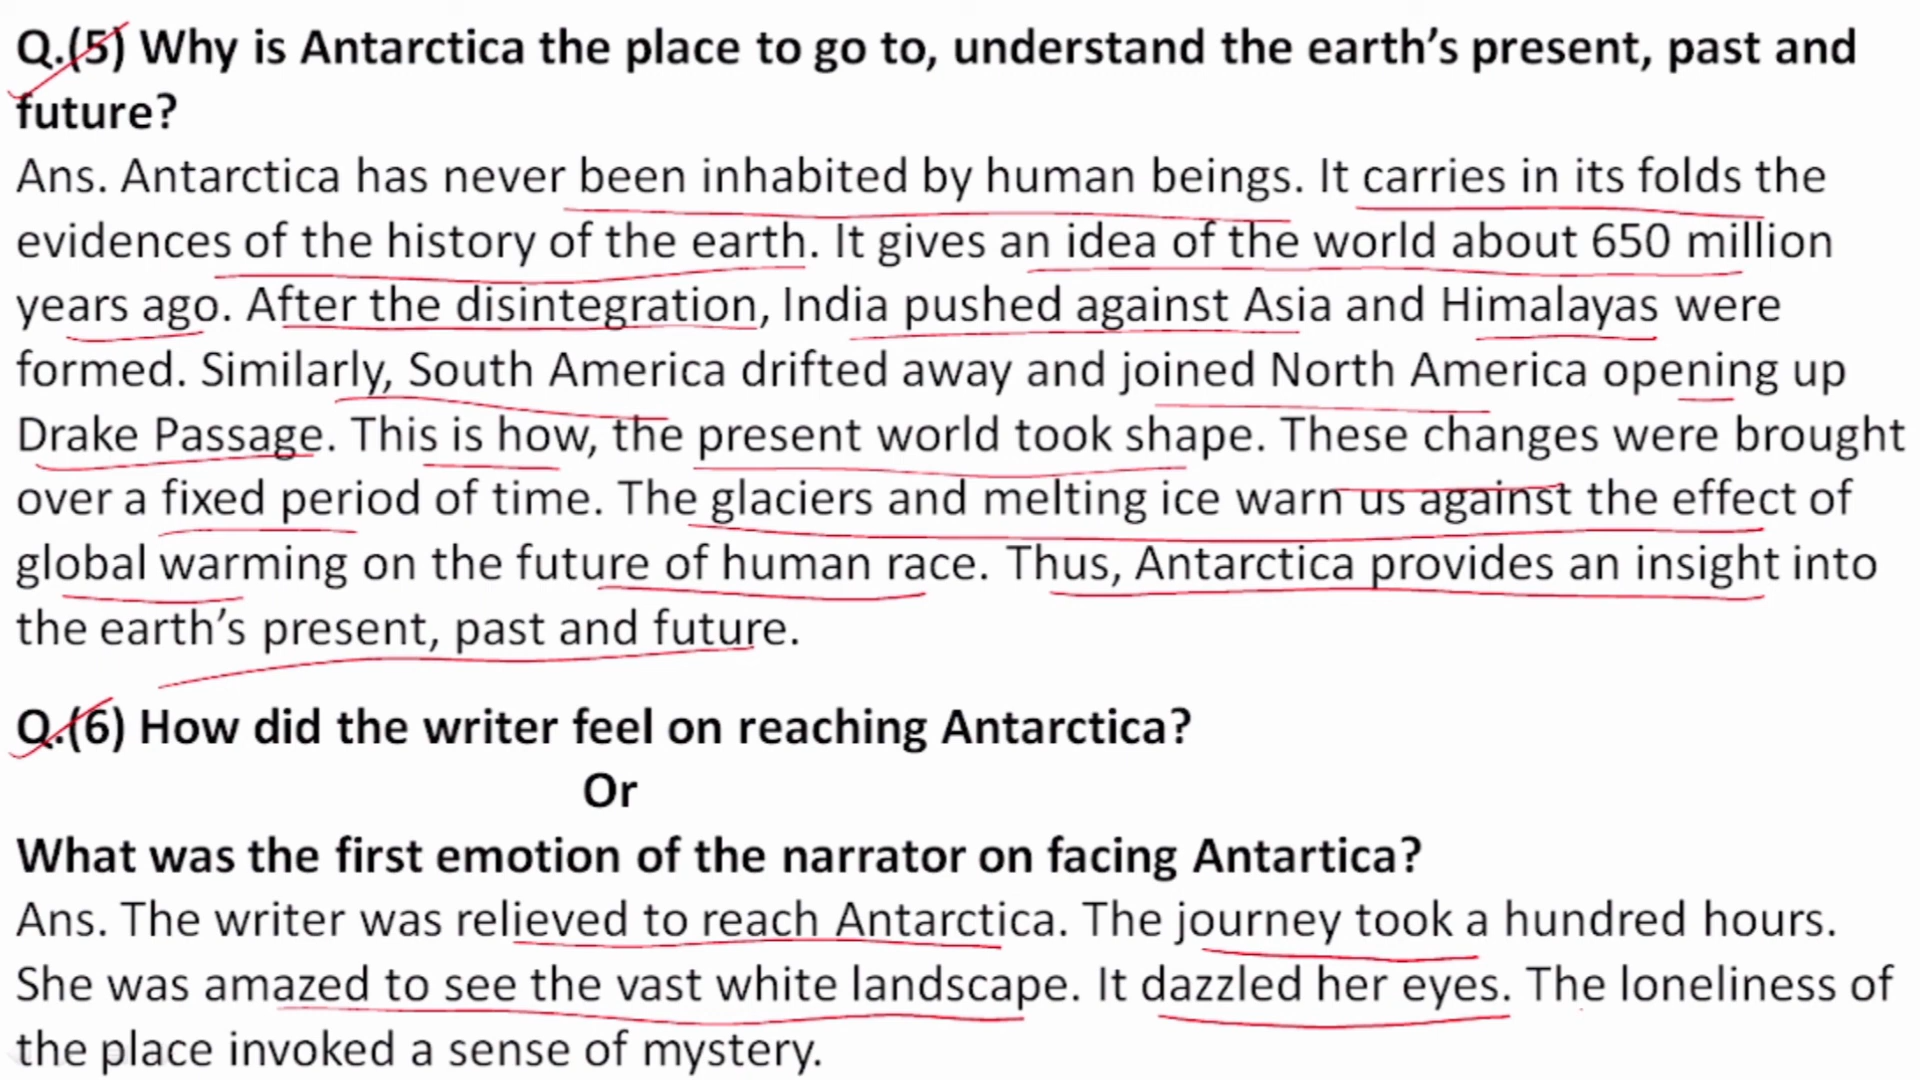 Q.(5) Why is Antarctica the place to go to, understand the earth’s present, past and
future?
Ans. Antarctica has never been inhabited by human beings. It carries in its folds the
evidences of the history of the earth. It gives an idea of the world about 650 million
years ago. After the disintegration, India pushed against Asia and Himalayas were
formed. Similarly, South America drifted away and joined North America opening up
Drake Passage. This is how, the present world took shape. These changes were brought
over a fixed period of time. The glaciers and melting ice warn us against the effect of
global warming on the future of human race. Thus, Antarctica provides an insight into
the earth’s present, past and future.
Q.(6) How did the writer feel on reaching Antarctica?
Or
What was the first emotion of the narrator on facing Antartica?
Ans. The writer was relieved to reach Antarctica. The journey took a hundred hours.
She was amazed to see the vast white landscape. It dazzled her eyes. The loneliness of
the place invoked a sense of mystery.